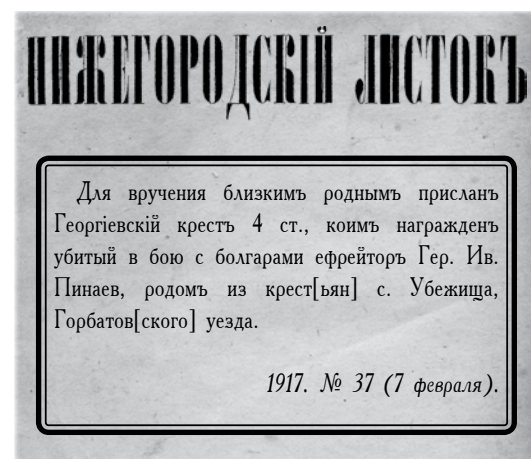 НИЖЕГОРОДСКІЙ ЛИСТОКЪ
Для вручения близкимъ роднымъ присланъ
Георгіевскій крестъ 4 ст., коимъ награжденъ
убитый в бою с болгарами ефрейторъ Гер. Ив.
Пинаев, родомъ из крест[ьян] с. Убежища,
Горбатов[ского] уезда.
1917. № 37 (7 февраля).